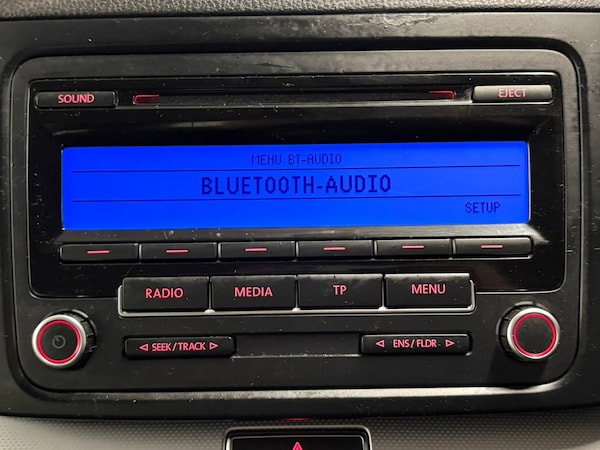 SOUND
EJECT
MENU BT-AUDIO
BLUETOOTH-AUDIO
SETUP
RADIO
MEDIA
TP
MENU
SEEK/TRACK
ENS/FLDR